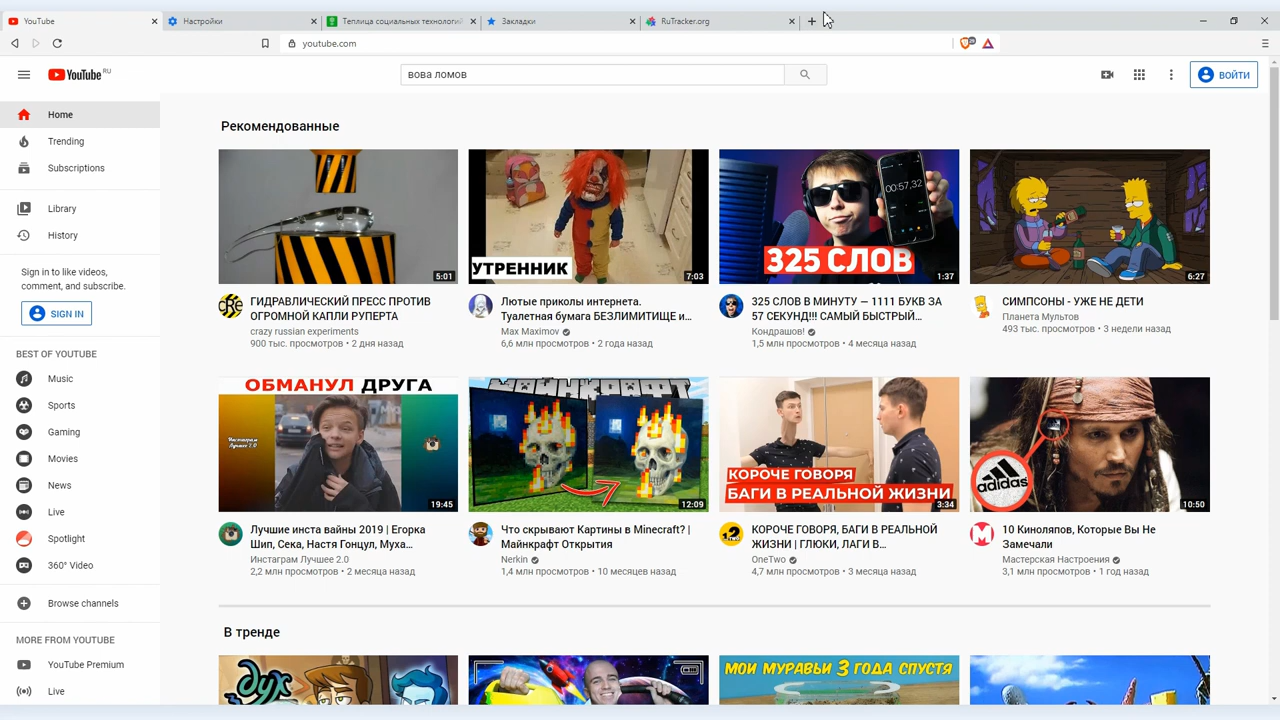 YouTube
Настройки
Теплица социальных технологий
Закладки
RuTracker.org
youtube.com
YouTube RU
вова ломов
ВОЙТИ
Home
Trending
Subscriptions
Library
History
Sign in to like videos,
comment, and subscribe.
SIGN IN
BEST OF YOUTUBE
Music
Sports
Gaming
Movies
News
Live
Spotlight
360° Video
Browse channels
MORE FROM YOUTUBE
YouTube Premium
Live
Рекомендованные
5:01
ГИДРАВЛИЧЕСКИЙ ПРЕСС ПРОТИВ
ОГРОМНОЙ КАПЛИ РУПЕРТА
crazy russian experiments
900 тыс. просмотров • 2 дня назад
УТРЕННИК
7:03
Лютые приколы интернета.
Туалетная бумага БЕЗЛИМИТИЩЕ и...
Max Maximov
6,6 млн просмотров • 2 года назад
00:57,32
325 СЛОВ
1:37
325 СЛОВ В МИНУТУ — 1111 БУКВ ЗА
57 СЕКУНД!!! САМЫЙ БЫСТРЫЙ...
Кондрашов!
1,5 млн просмотров • 4 месяца назад
6:27
СИМПСОНЫ - УЖЕ НЕ ДЕТИ
Планета Мультов
493 тыс. просмотров • 3 недели назад
ОБМАНУЛ ДРУГА
Инстаграм
Лучшее 2.0
19:45
Лучшие инста вайны 2019 | Егорка
Шип, Сека, Настя Гонцул, Муха...
Инстаграм Лучшее 2.0
2,2 млн просмотров • 2 месяца назад
МАЙНКРАФТ
12:09
Что скрывают Картины в Minecraft? |
Майнкрафт Открытия
Nerkin
1,4 млн просмотров • 10 месяцев назад
КОРОЧЕ ГОВОРЯ
БАГИ В РЕАЛЬНОЙ ЖИЗНИ
3:34
КОРОЧЕ ГОВОРЯ, БАГИ В РЕАЛЬНОЙ
ЖИЗНИ | ГЛЮКИ, ЛАГИ В...
OneTwo
4,7 млн просмотров • 3 месяца назад
adidas
10:50
10 Киноляпов, Которые Вы Не
Замечали
Мастерская Настроения
3,1 млн просмотров • 1 год назад
В тренде
дух
МОИ МУРАВЬИ 3 ГОДА СПУСТЯ